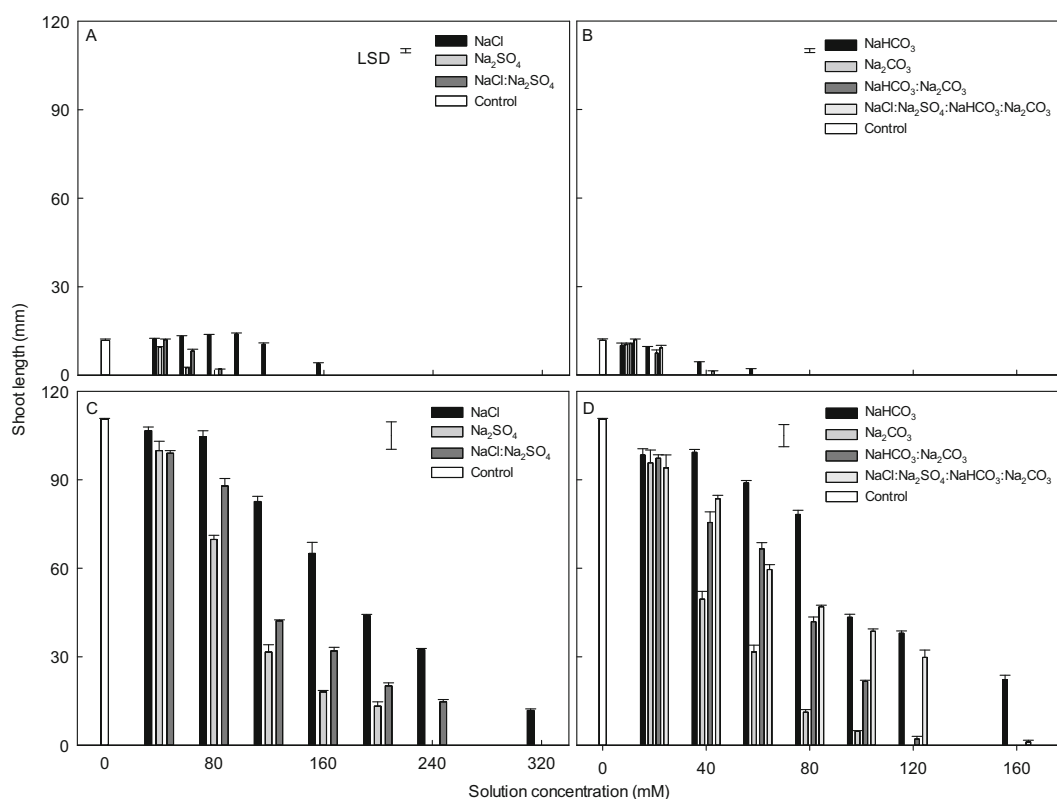 A
LSD
NaCl
Na₂SO₄
NaCl:Na₂SO₄
Control
B
NaHCO₃
Na₂CO₃
NaHCO₃:Na₂CO₃
NaCl:Na₂SO₄:NaHCO₃:Na₂CO₃
Control
120
90
60
30
0
C
NaCl
Na₂SO₄
NaCl:Na₂SO₄
Control
D
NaHCO₃
Na₂CO₃
NaHCO₃:Na₂CO₃
NaCl:Na₂SO₄:NaHCO₃:Na₂CO₃
Control
120
90
60
30
0
Shoot length (mm)
0 80 160 240 320
0 40 80 120 160
Solution concentration (mM)